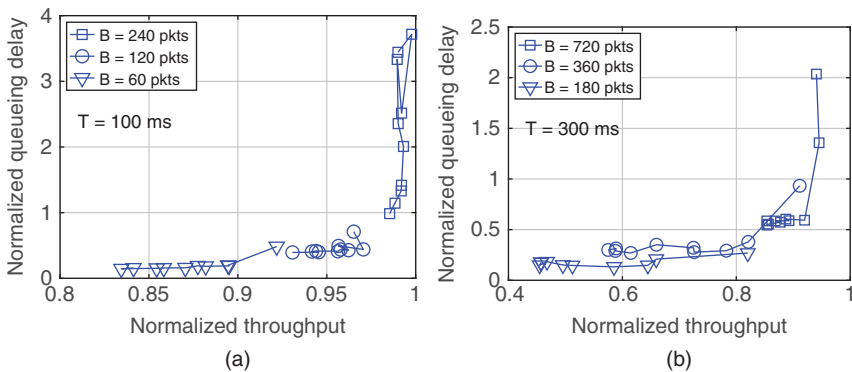 4
3
2
1
0
0.8
0.85
0.9
0.95
1
Normalized queueing delay
B = 240 pkts
B = 120 pkts
B = 60 pkts
T = 100 ms
Normalized throughput
(a)
2.5
2
1.5
1
0.5
0
0.4
0.6
0.8
1
Normalized queueing delay
B = 720 pkts
B = 360 pkts
B = 180 pkts
T = 300 ms
Normalized throughput
(b)